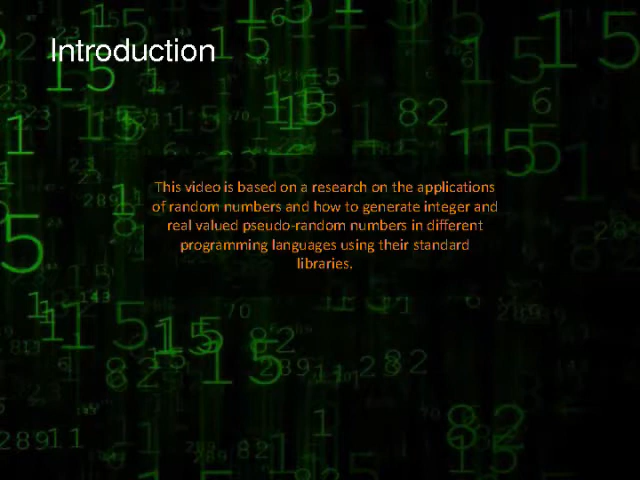 Introduction
This video is based on a research on the applications
of random numbers and how to generate integer and
real valued pseudo-random numbers in different
programming languages using their standard
libraries.